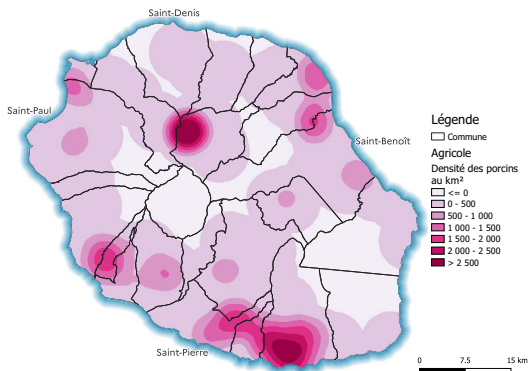 Saint-Denis
Saint-Paul
Saint-Benoît
Saint-Pierre
Légende
Commune
Agricole
Densité des porcins
au km²
<= 0
0 - 500
500 - 1 000
1 000 - 1 500
1 500 - 2 000
2 000 - 2 500
> 2 500
0 7.5 15 km